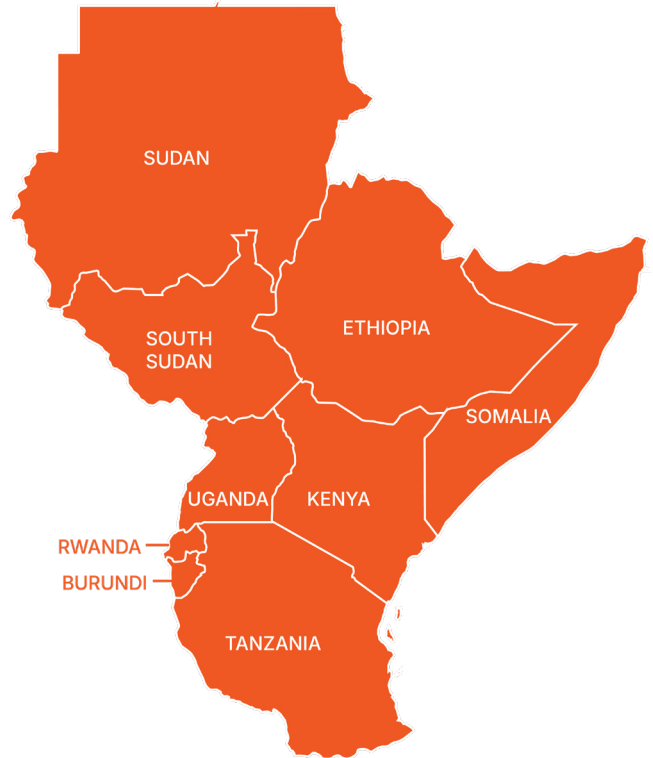 SUDAN
SOUTH
SUDAN
ETHIOPIA
SOMALIA
UGANDA
KENYA
RWANDA
BURUNDI
TANZANIA